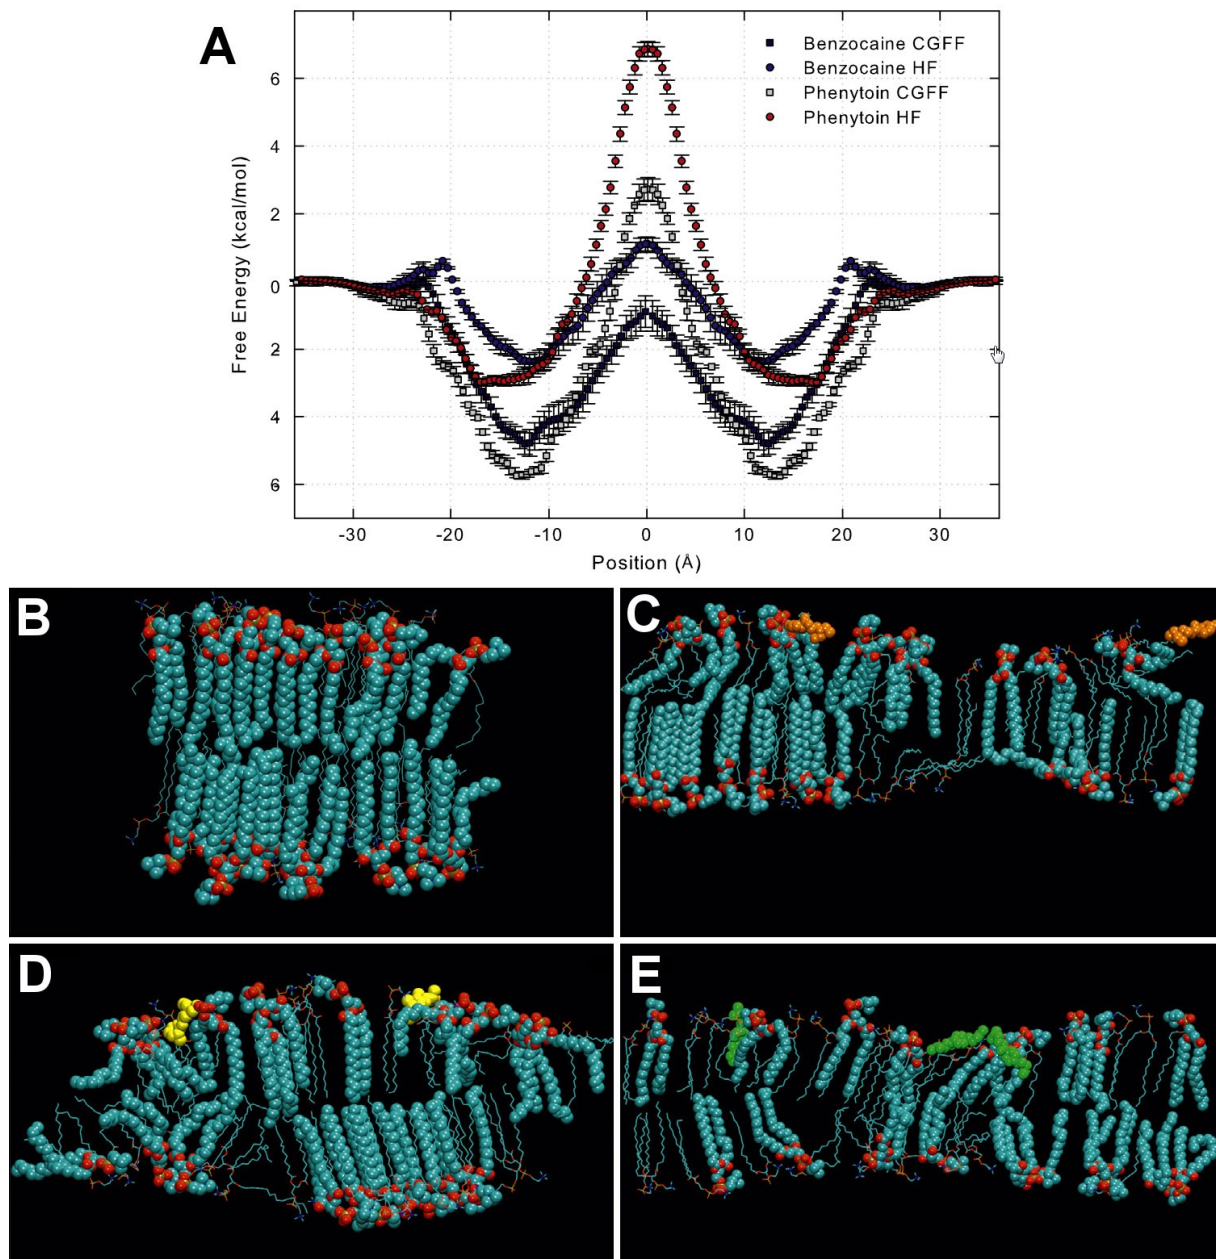 A
Benzocaine CGFF
Benzocaine HF
Phenytoin CGFF
Phenytoin HF
Free Energy (kcal/mol)
6
4
2
0
2
4
6
-30
-20
-10
0
10
20
30
Position (Å)
B
C
D
E